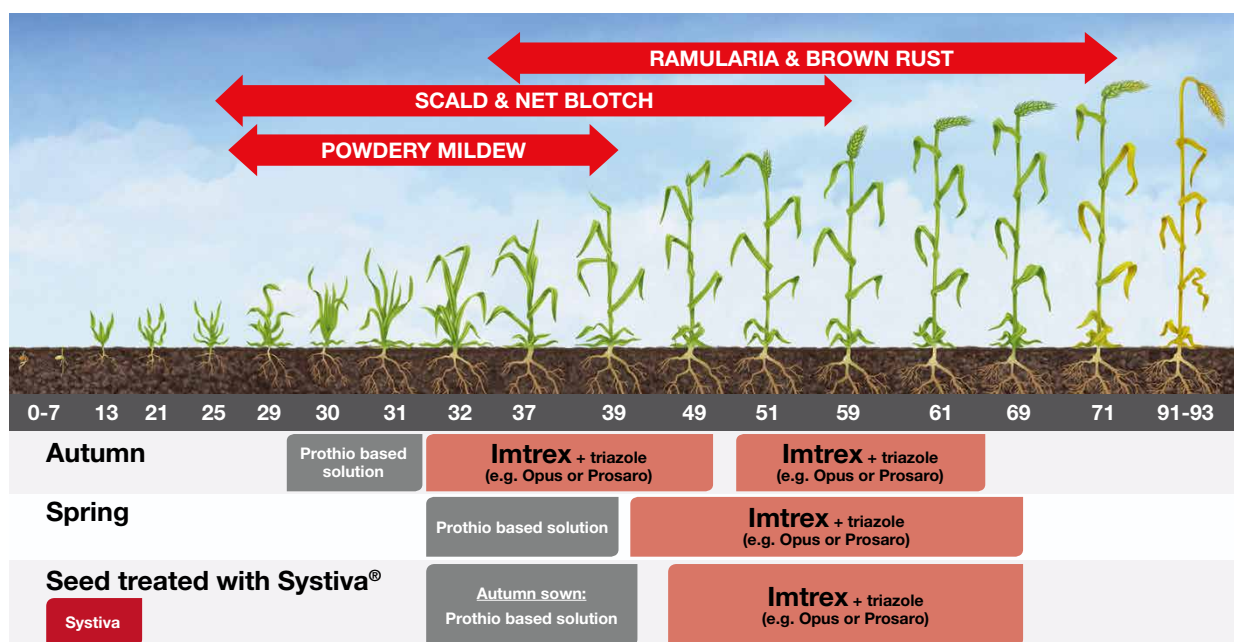 RAMULARIA & BROWN RUST
SCALD & NET BLOTCH
POWDERY MILDEW
0-7 13 21 25 29 30 31 32 37 39 49 51 59 61 69 71 91-93
Autumn
Prothio based
solution
Imtrex + triazole
(e.g. Opus or Prosaro)
Imtrex + triazole
(e.g. Opus or Prosaro)
Spring
Prothio based solution
Imtrex + triazole
(e.g. Opus or Prosaro)
Seed treated with Systiva®
Systiva
Autumn sown:
Prothio based solution
Imtrex + triazole
(e.g. Opus or Prosaro)